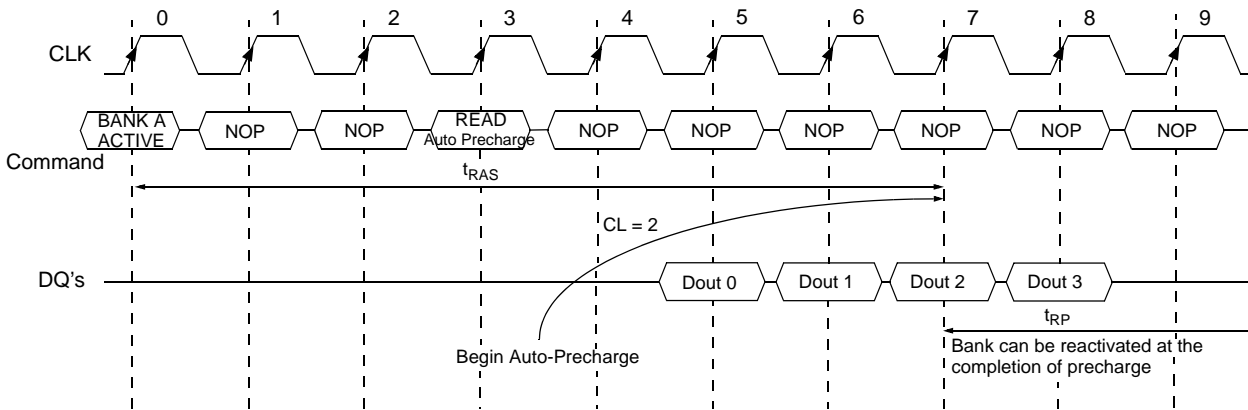 0 1 2 3 4 5 6 7 8 9
CLK
BANK A
ACTIVE
NOP
NOP
READ
Auto Precharge
NOP
NOP
NOP
NOP
NOP
NOP
Command
tRAS
CL = 2
DQ's
Dout 0
Dout 1
Dout 2
Dout 3
tRP
Begin Auto-Precharge
Bank can be reactivated at the
completion of precharge